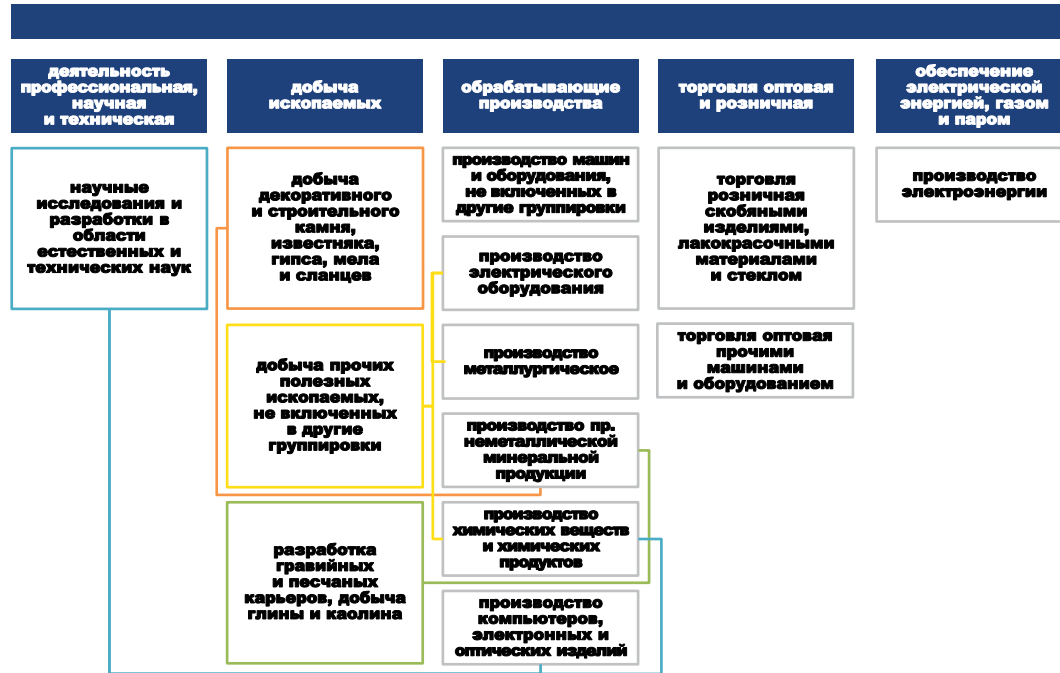 деятельность
профессиональная,
научная
и техническая
добыча
ископаемых
обрабатывающие
производства
торговля оптовая
и розничная
обеспечение
электрической
энергией, газом
и паром
научные
исследования и
разработки в
области
естественных и
технических наук
добыча
декоративного
и строительного
камня,
известняка,
гипса, мела
и сланцев
добыча прочих
полезных
ископаемых,
не включенных
в другие
группировки
разработка
гравийных
и песчаных
карьеров, добыча
глины и каолина
производство машин
и оборудования,
не включенных в
другие группировки
производство
электрического
оборудования
производство
металлургическое
производство пр.
неметаллической
минеральной
продукции
производство
химических веществ
и химических
продуктов
производство
компьютеров,
электронных и
оптических изделий
торговля
розничная
скобяными
изделиями,
лакокрасочными
материалами
и стеклом
торговля оптовая
прочими
машинами
и оборудованием
производство
электроэнергии